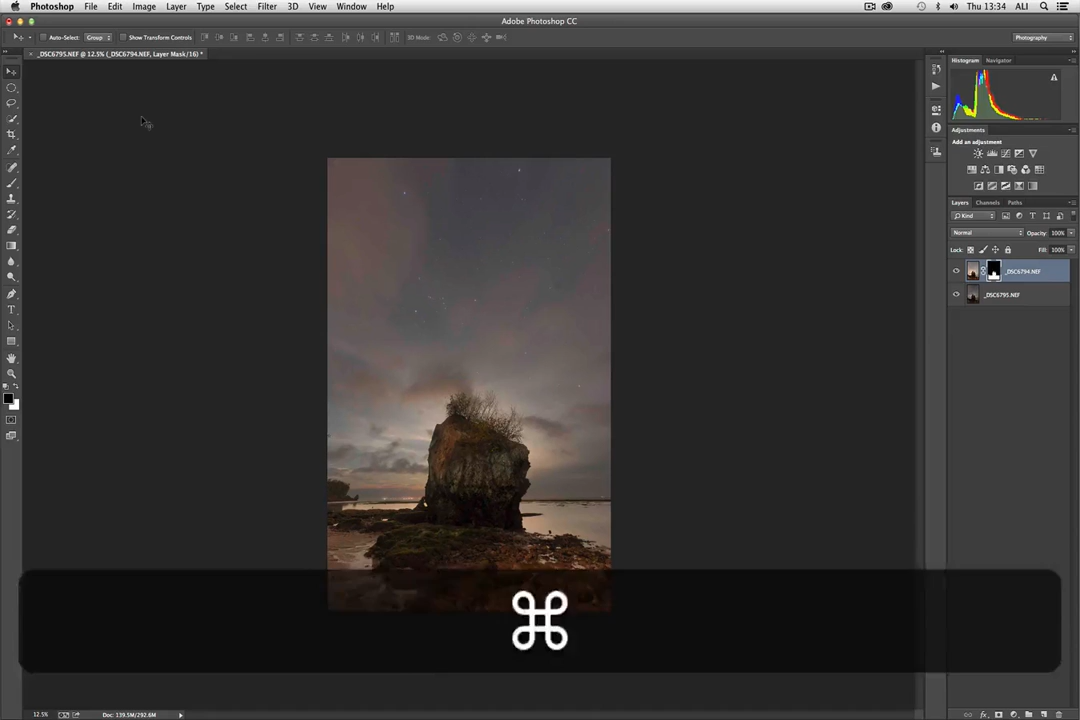 Photoshop File Edit Image Layer Type Select Filter 3D View Window Help Thu 13:34 ALI
Adobe Photoshop CC
Auto-Select: Group Show Transform Controls 3D Mode: Photography
× _DSC6795.NEF @ 12.5% (_DSC6794.NEF, Layer Mask/16) *
Histogram Navigator
Adjustments
Add an adjustment
Layers Channels Paths
Kind
Normal Opacity: 100%
Lock: Fill: 100%
_DSC6794.NEF
_DSC6795.NEF
⌘
12.5% Doc: 139.5M/292.6M